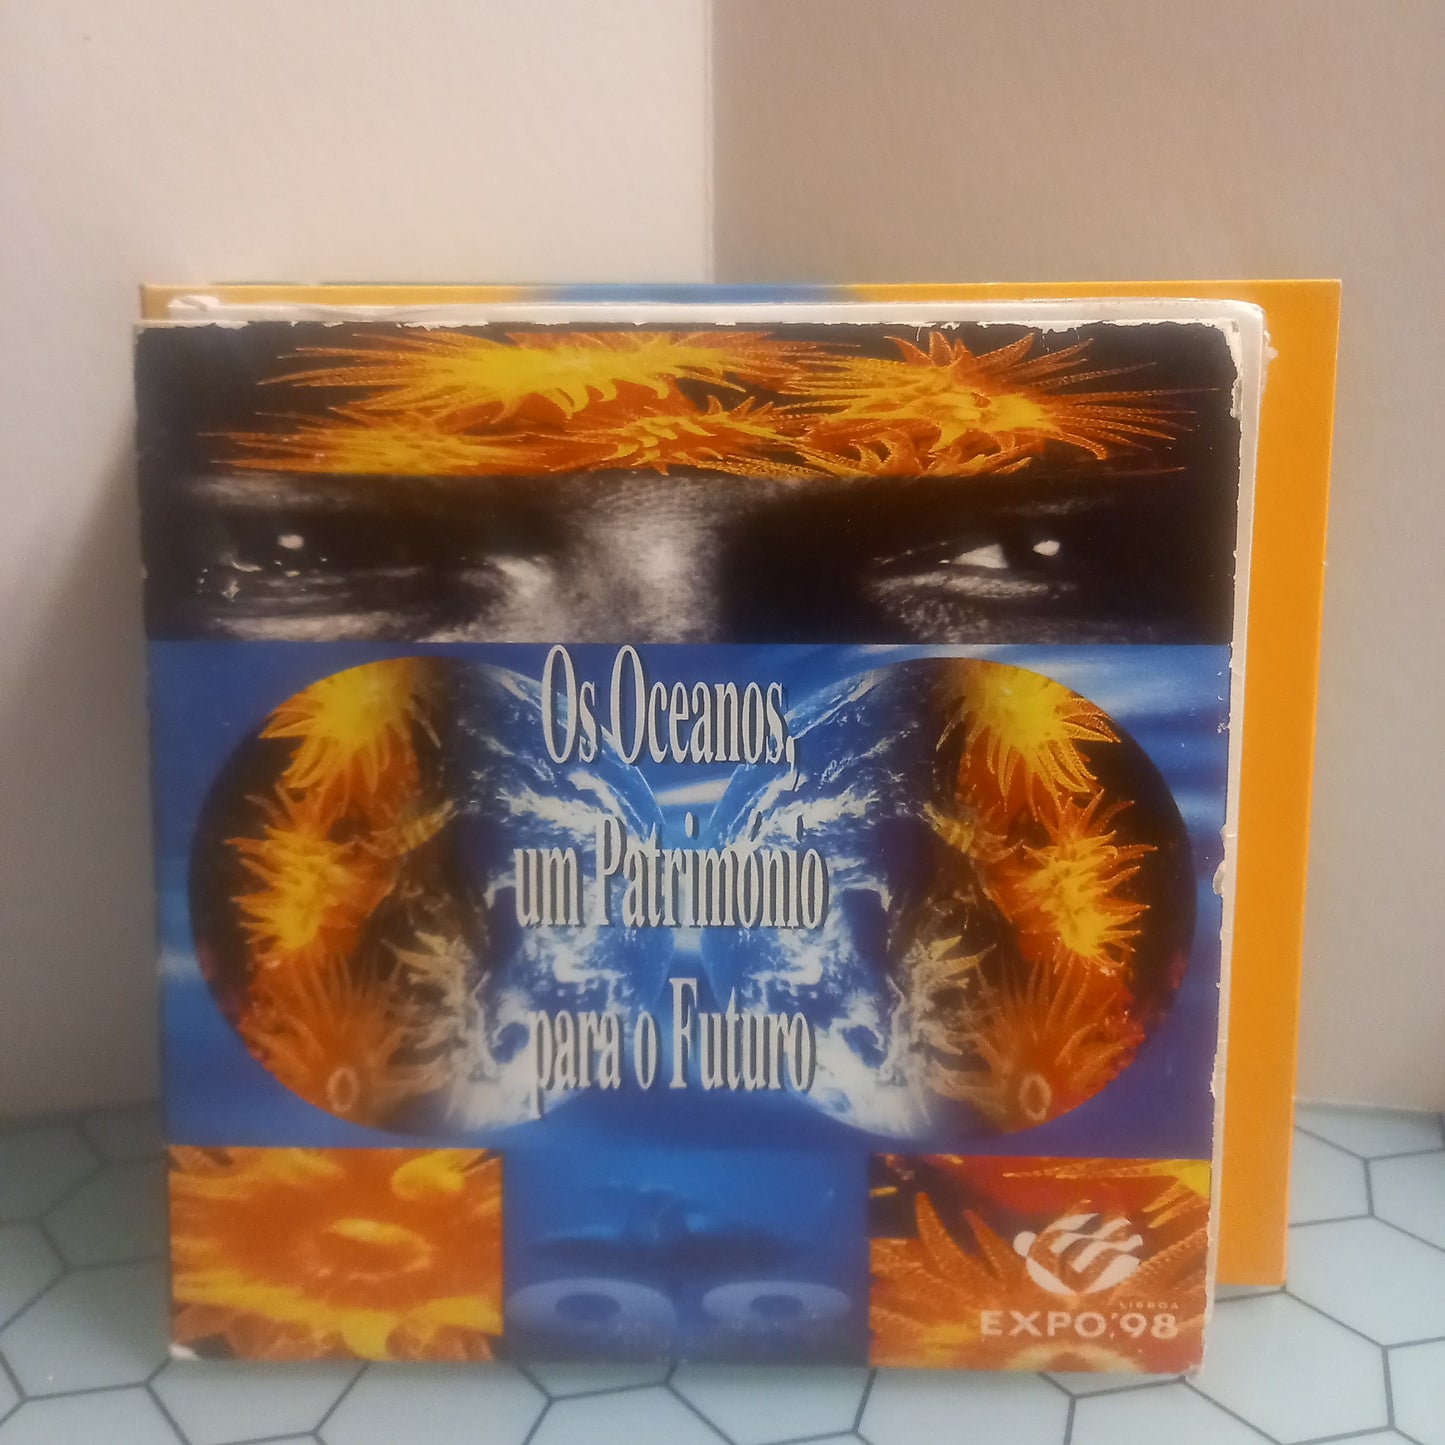 Os Oceanos,
um Património
para o Futuro
LISBOA
EXPO'98